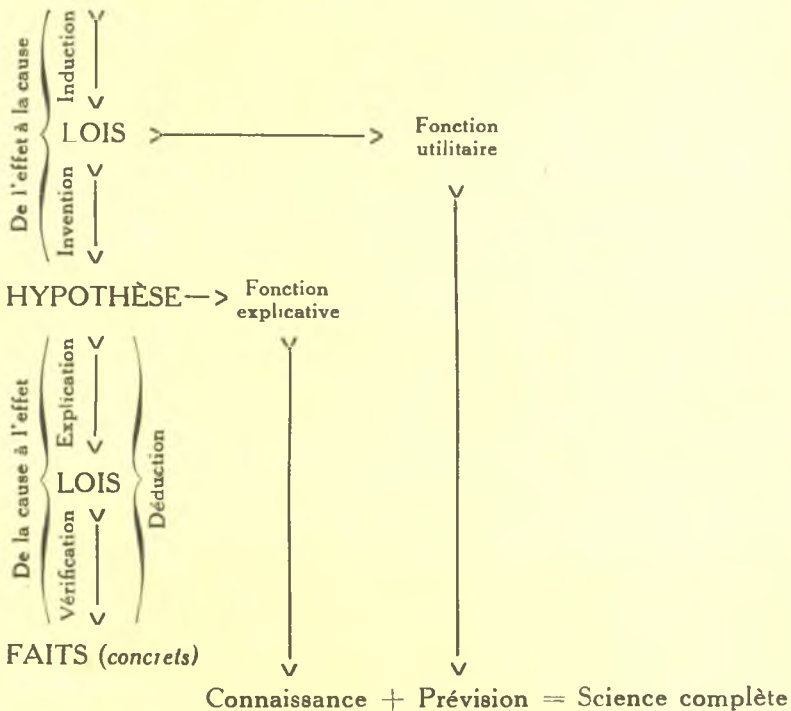 De l'effet à la cause
Induction
LOIS
Fonction
utilitaire
Invention
HYPOTHÈSE
Fonction
explicative
De la cause à l'effet
Explication
LOIS
Déduction
Vérification
FAITS (concrets)
Connaissance + Prévision = Science complète